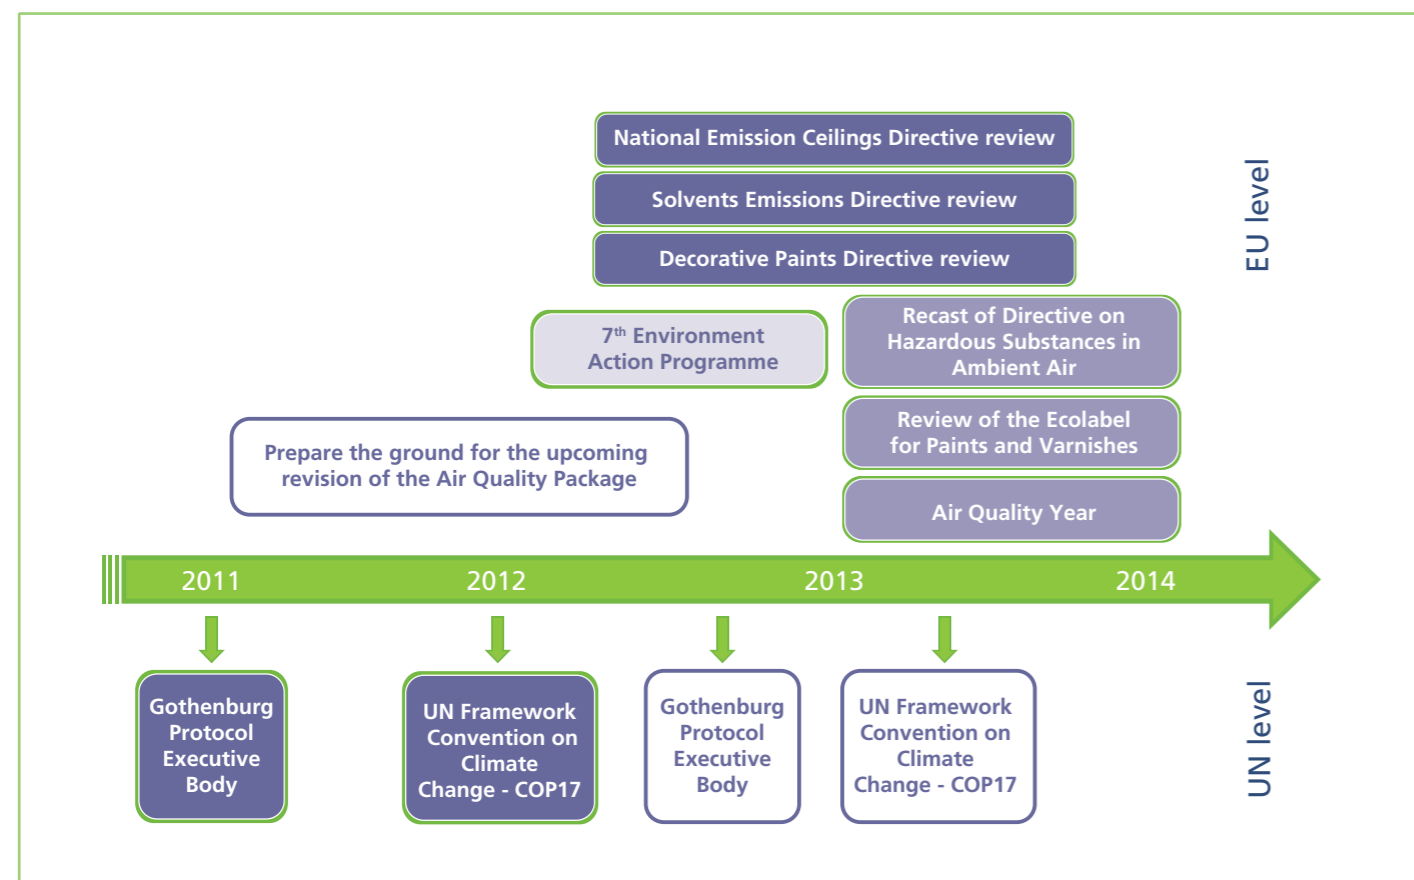 National Emission Ceilings Directive review
Solvents Emissions Directive review
Decorative Paints Directive review
EU level
7th Environment
Action Programme
Recast of Directive on
Hazardous Substances in
Ambient Air
Review of the Ecolabel
for Paints and Varnishes
Prepare the ground for the upcoming
revision of the Air Quality Package
Air Quality Year
2011
2012
2013
2014
Gothenburg
Protocol
Executive
Body
UN Framework
Convention on
Climate
Change - COP17
Gothenburg
Protocol
Executive
Body
UN Framework
Convention on
Climate
Change - COP17
UN level